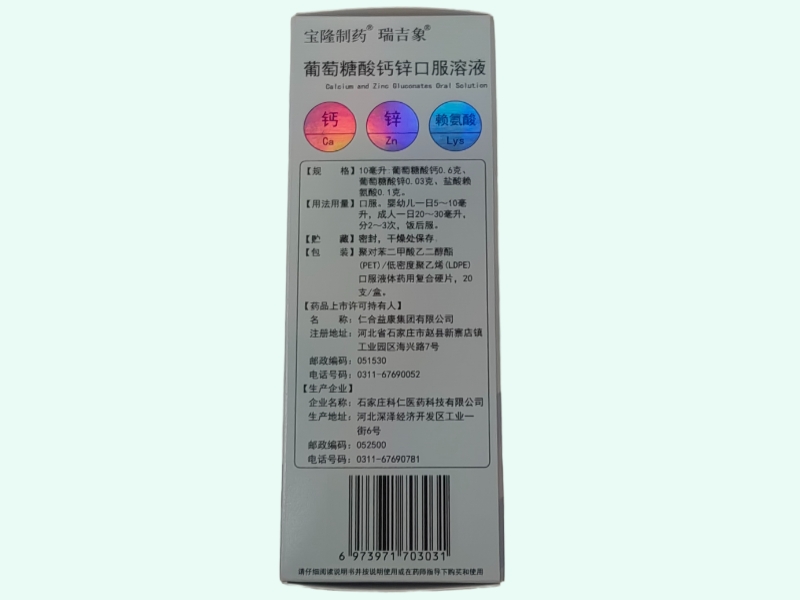 宝隆制药® 瑞吉象®
葡萄糖酸钙锌口服溶液
Calcium and Zinc Gluconates Oral Solution
钙 锌 赖氨酸
Ca Zn Lys
【规 格】10毫升:葡萄糖酸钙0.6克、
葡萄糖酸锌0.03克、盐酸赖
氨酸0.1克。
【用法用量】口服。婴幼儿一日5～10毫
升,成人一日20～30毫升,
分2～3次,饭后服。
【贮 藏】密封,干燥处保存。
【包 装】聚对苯二甲酸乙二醇酯
(PET)/低密度聚乙烯(LDPE)
口服液体药用复合硬片,20
支/盒。
【药品上市许可持有人】
名 称:仁合益康集团有限公司
注册地址:河北省石家庄市赵县新寨店镇
工业园区海兴路7号
邮政编码:051530
电话号码:0311-67690052
【生产企业】
企业名称:石家庄科仁医药科技有限公司
生产地址:河北深泽经济开发区工业一
街6号
邮政编码:052500
电话号码:0311-67690781
6 973971 703031
请仔细阅读说明书并按说明使用或在药师指导下购买和使用